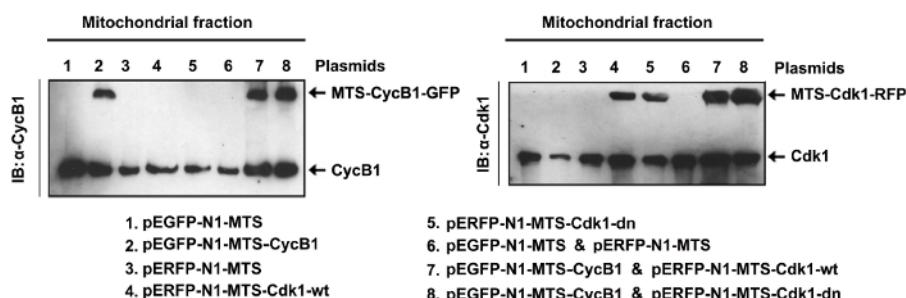 Mitochondrial fraction
1 2 3 4 5 6 7 8 Plasmids
MTS-CycB1-GFP
CycB1
IB: α-CycB1
Mitochondrial fraction
1 2 3 4 5 6 7 8 Plasmids
MTS-Cdk1-RFP
Cdk1
IB: α-Cdk1
1. pEGFP-N1-MTS
2. pEGFP-N1-MTS-CycB1
3. pERFP-N1-MTS
4. pERFP-N1-MTS-Cdk1-wt
5. pERFP-N1-MTS-Cdk1-dn
6. pEGFP-N1-MTS & pERFP-N1-MTS
7. pEGFP-N1-MTS-CycB1 & pERFP-N1-MTS-Cdk1-wt
8. pEGFP-N1-MTS-CycB1 & pERFP-N1-MTS-Cdk1-dn